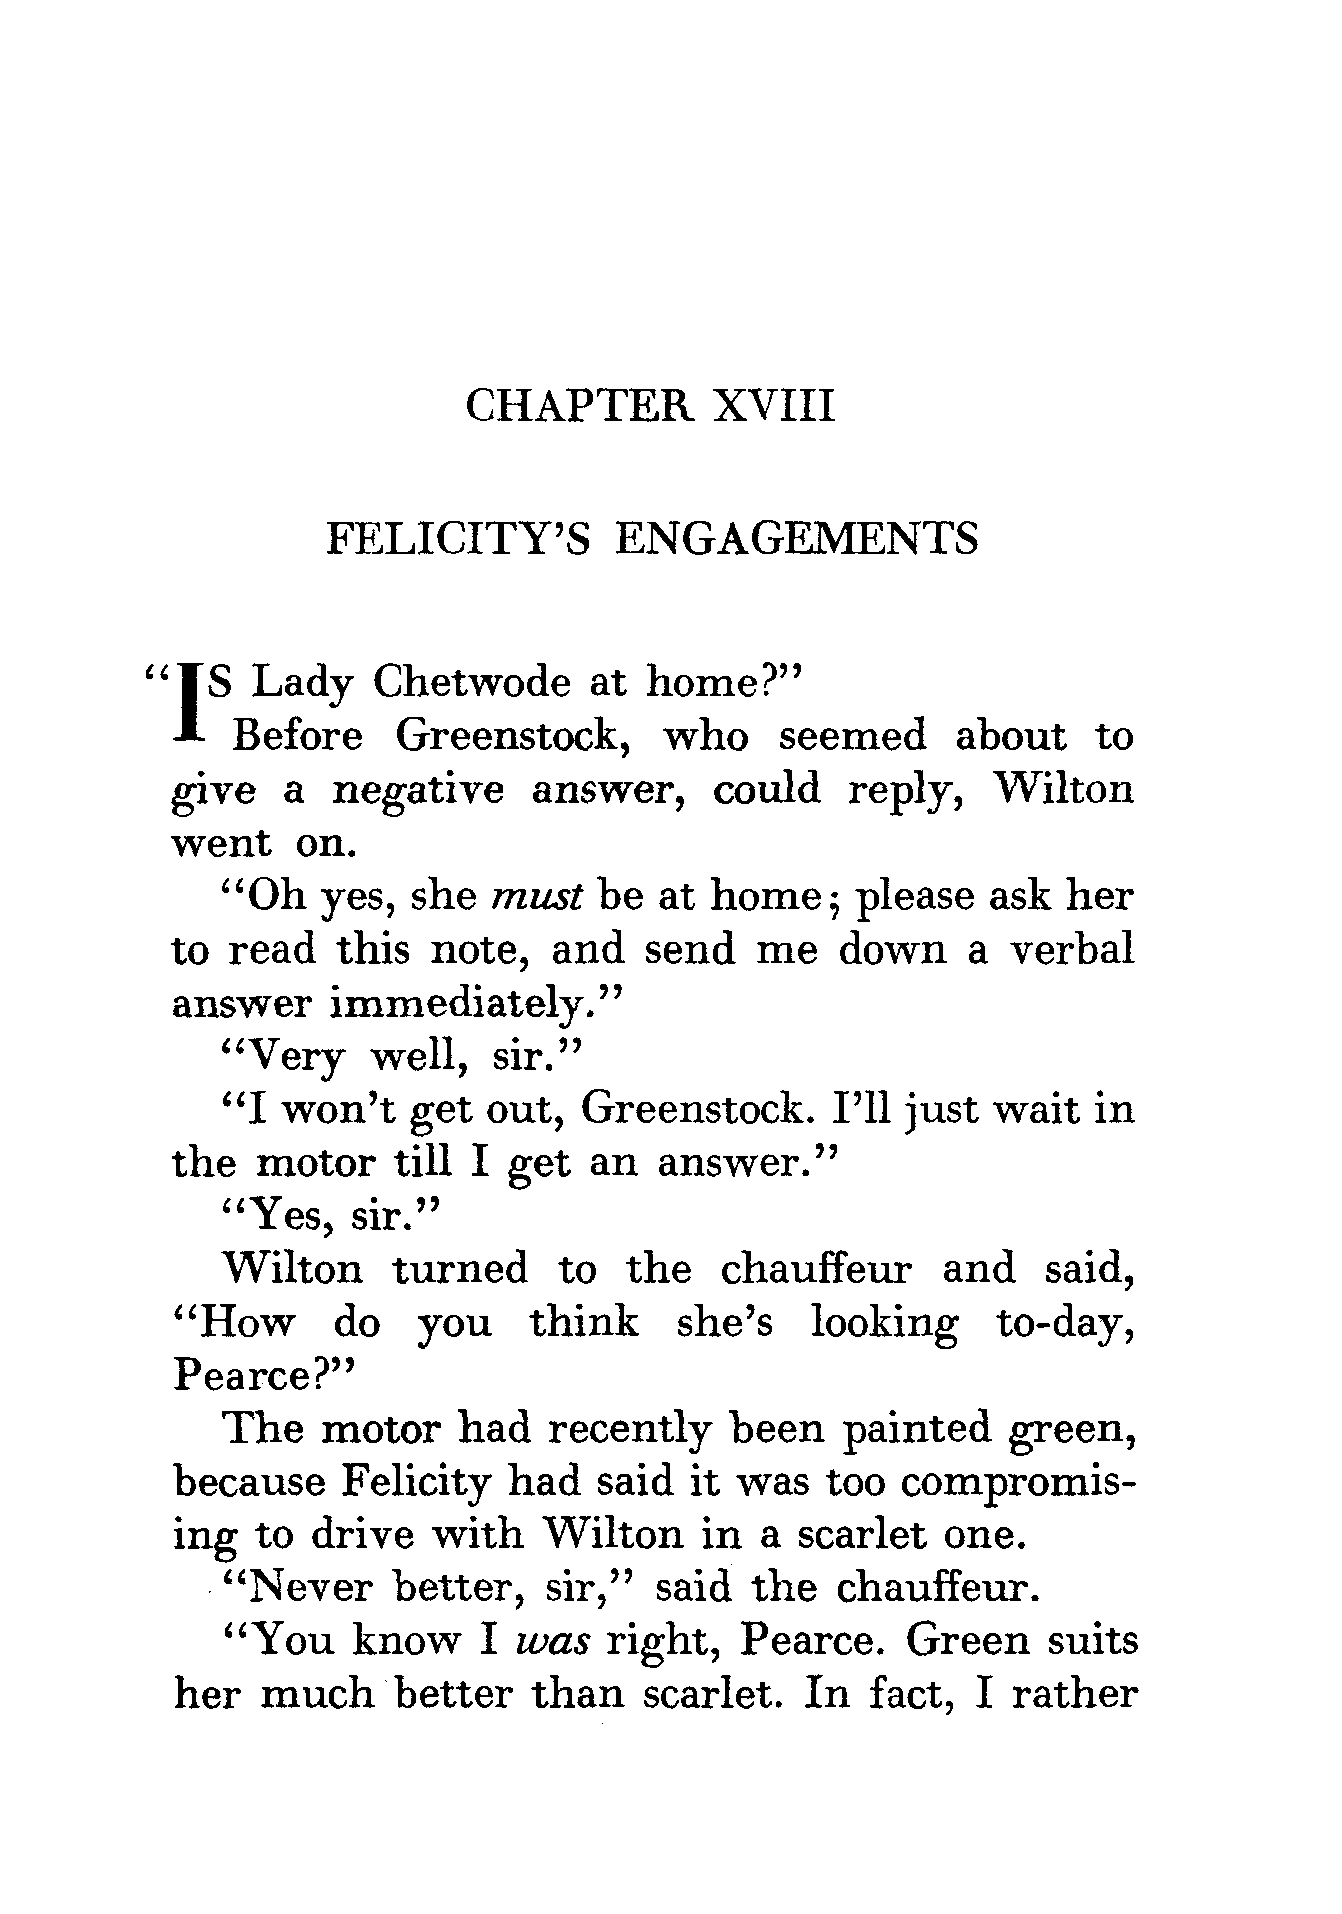 CHAPTER XVIII
FELICITY'S ENGAGEMENTS
"IS Lady Chetwode at home?"
Before Greenstock, who seemed about to
give a negative answer, could reply, Wilton
went on.
"Oh yes, she must be at home; please ask her
to read this note, and send me down a verbal
answer immediately."
"Very well, sir."
"I won't get out, Greenstock. I'll just wait in
the motor till I get an answer."
"Yes, sir."
Wilton turned to the chauffeur and said,
"How do you think she's looking to-day,
Pearce?"
The motor had recently been painted green,
because Felicity had said it was too compromis-
ing to drive with Wilton in a scarlet one.
"Never better, sir," said the chauffeur.
"You know I was right, Pearce. Green suits
her much better than scarlet. In fact, I rather